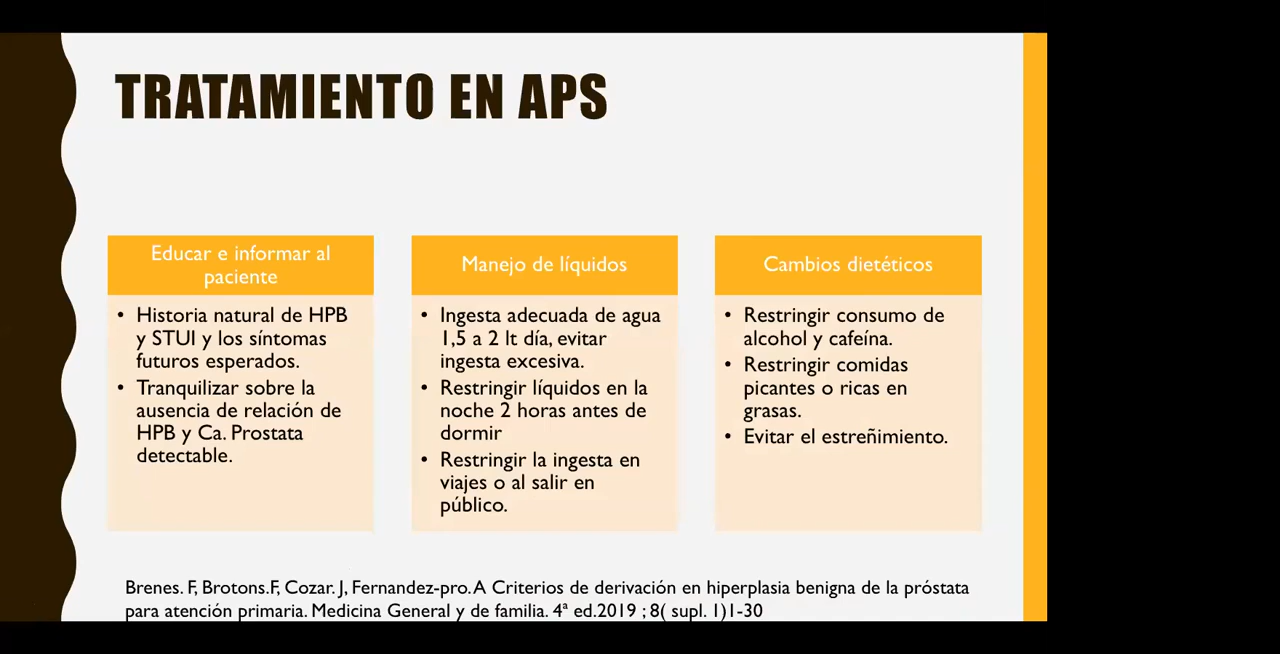 TRATAMIENTO EN APS
Educar e informar al
paciente
• Historia natural de HPB
y STUI y los síntomas
futuros esperados.
• Tranquilizar sobre la
ausencia de relación de
HPB y Ca. Prostata
detectable.
Manejo de líquidos
• Ingesta adecuada de agua
1,5 a 2 lt día, evitar
ingesta excesiva.
• Restringir líquidos en la
noche 2 horas antes de
dormir
• Restringir la ingesta en
viajes o al salir en
público.
Cambios dietéticos
• Restringir consumo de
alcohol y cafeína.
• Restringir comidas
picantes o ricas en
grasas.
• Evitar el estreñimiento.
Brenes. F, Brotons.F, Cozar. J, Fernandez-pro. A Criterios de derivación en hiperplasia benigna de la próstata
para atención primaria. Medicina General y de familia. 4ª ed.2019 ; 8( supl. 1)1-30